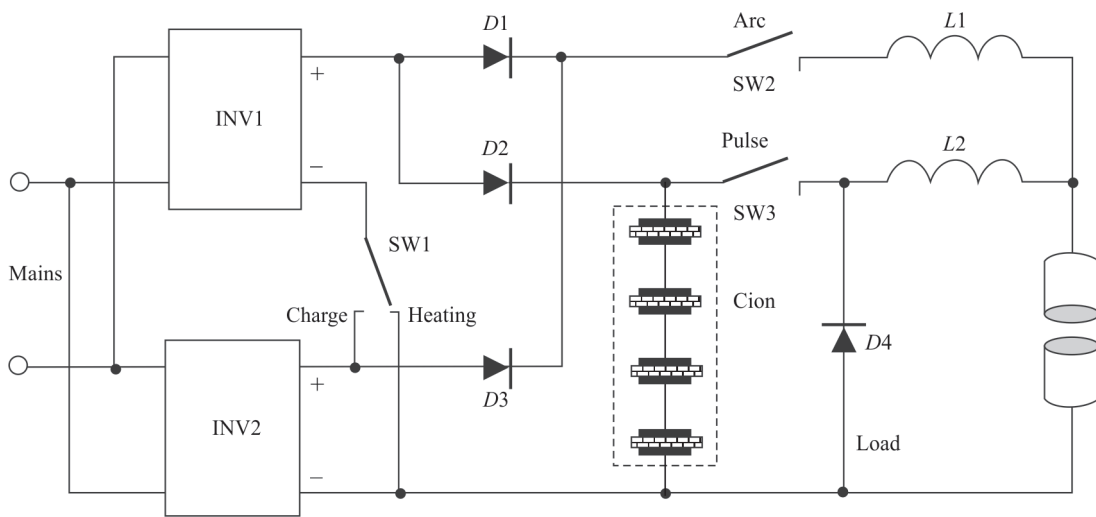 D1
Arc
L1
+
INV1
SW2
D2
Pulse
L2
–
SW3
SW1
Mains
Charge
Heating
Cion
D4
+
D3
INV2
Load
–